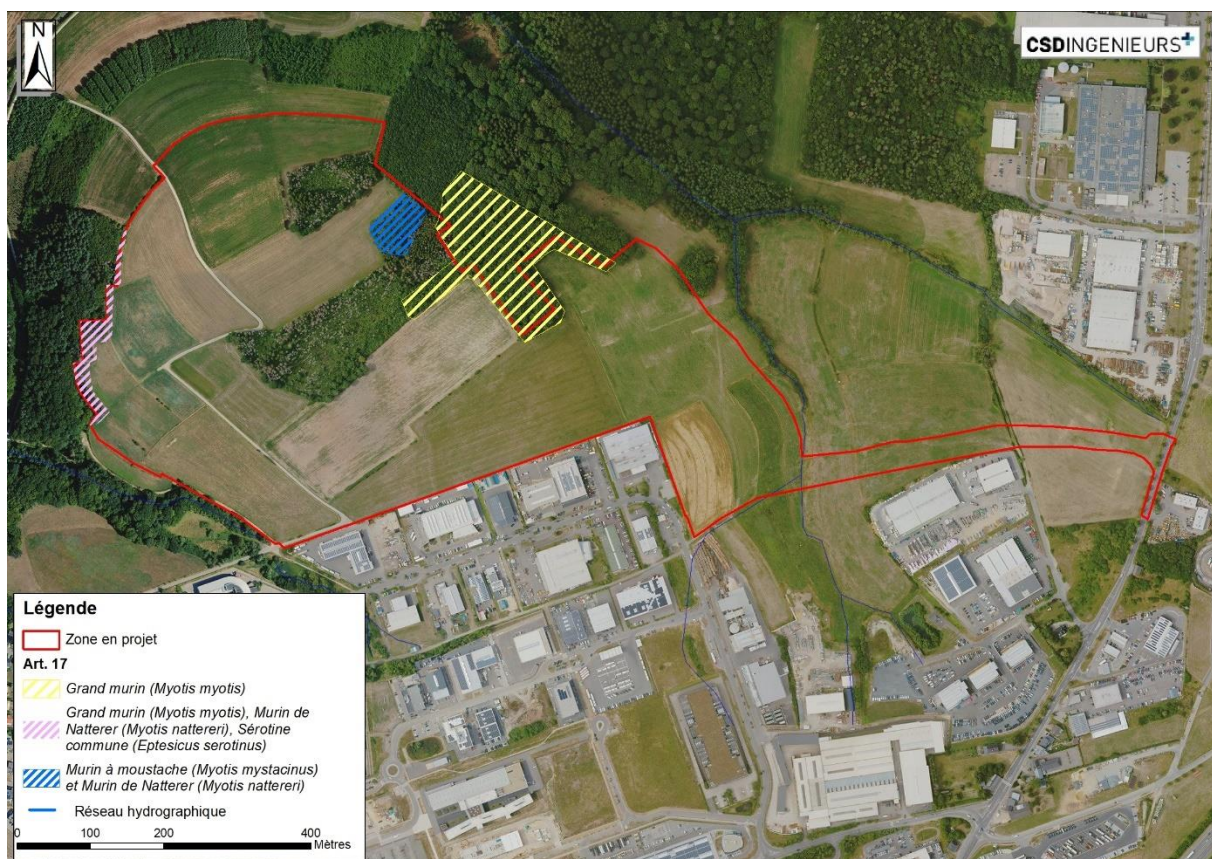 N
CSDINGENIEURS+
Légende
Zone en projet
Art. 17
Grand murin (Myotis myotis)
Grand murin (Myotis myotis), Murin de
Natterer (Myotis nattereri), Sérotine
commune (Eptesicus serotinus)
Murin à moustache (Myotis mystacinus)
et Murin de Natterer (Myotis nattereri)
Réseau hydrographique
0 100 200 400
Mètres